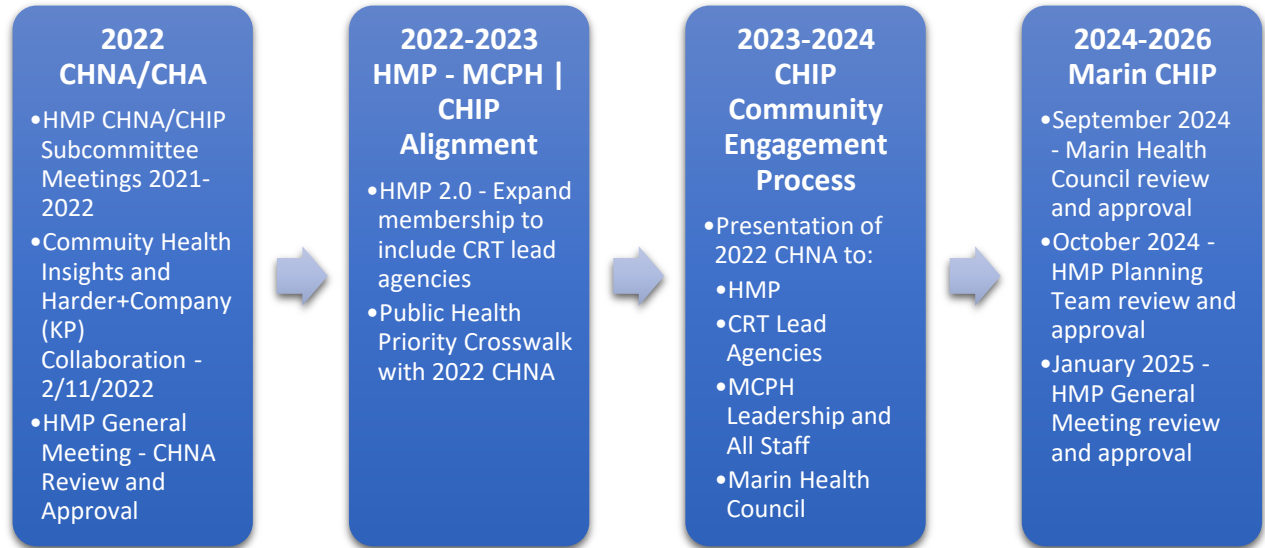 2022
CHNA/CHA
•HMP CHNA/CHIP
Subcommittee
Meetings 2021-
2022
•Commuity Health
Insights and
Harder+Company
(KP)
Collaboration -
2/11/2022
•HMP General
Meeting - CHNA
Review and
Approval
2022-2023
HMP - MCPH |
CHIP
Alignment
•HMP 2.0 - Expand
membership to
include CRT lead
agencies
•Public Health
Priority Crosswalk
with 2022 CHNA
2023-2024
CHIP
Community
Engagement
Process
•Presentation of
2022 CHNA to:
•HMP
•CRT Lead
Agencies
•MCPH
Leadership and
All Staff
•Marin Health
Council
2024-2026
Marin CHIP
•September 2024
- Marin Health
Council review
and approval
•October 2024 -
HMP Planning
Team review and
approval
•January 2025 -
HMP General
Meeting review
and approval